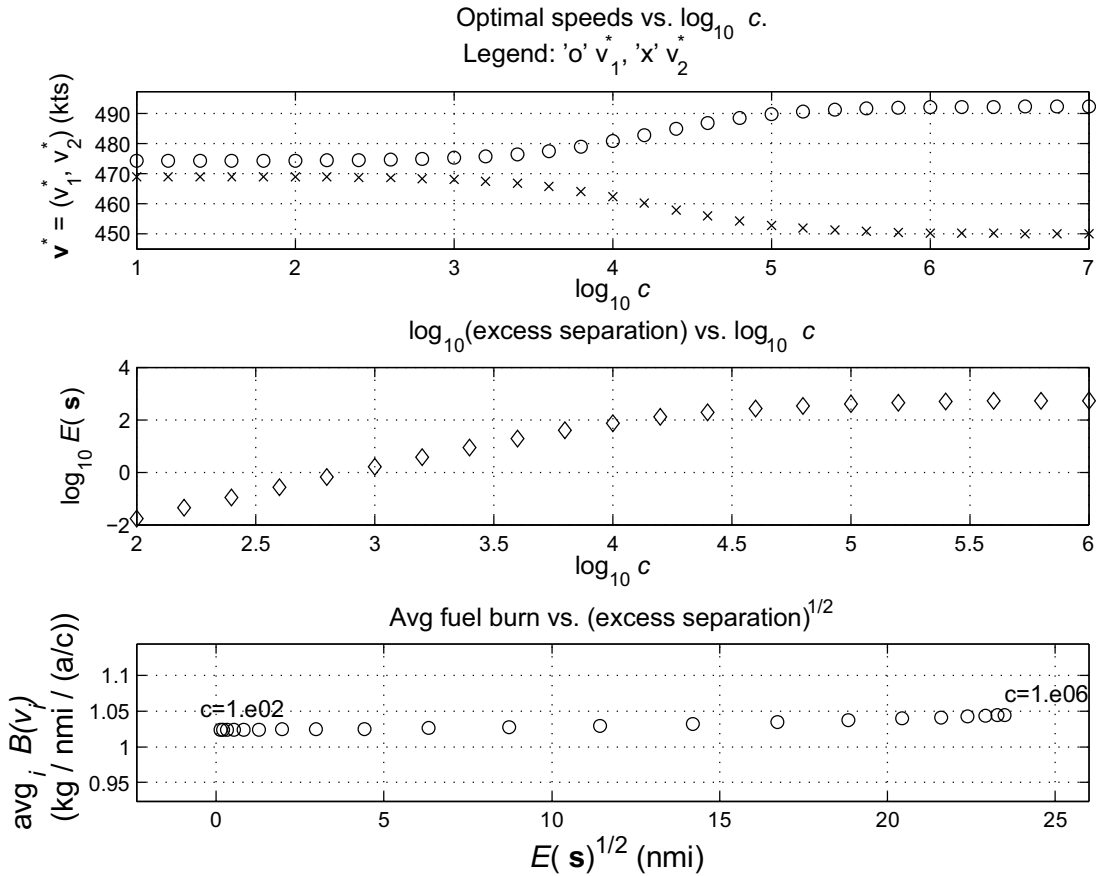 Optimal speeds vs. log₁₀ c.
Legend: 'o' v₁*, 'x' v₂*
v* = (v₁*, v₂*) (kts)
490
480
470
460
450
1 2 3 4 5 6 7
log₁₀ c
log₁₀(excess separation) vs. log₁₀ c
log₁₀ E( s)
4
2
0
−2
2 2.5 3 3.5 4 4.5 5 5.5 6
log₁₀ c
Avg fuel burn vs. (excess separation)^1/2
avg_i B(v_i)
(kg / nmi / (a/c))
1.1
1.05
1
0.95
c=1.e02
c=1.e06
0 5 10 15 20 25
E( s)^1/2 (nmi)